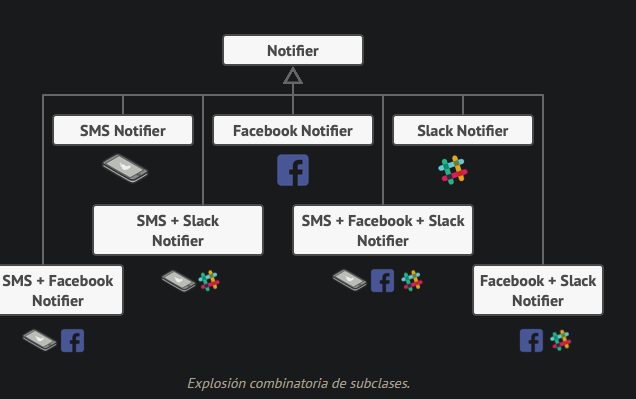 Notifier
SMS Notifier
Facebook Notifier
Slack Notifier
SMS + Slack
Notifier
SMS + Facebook + Slack
Notifier
SMS + Facebook
Notifier
Facebook + Slack
Notifier
Explosión combinatoria de subclases.